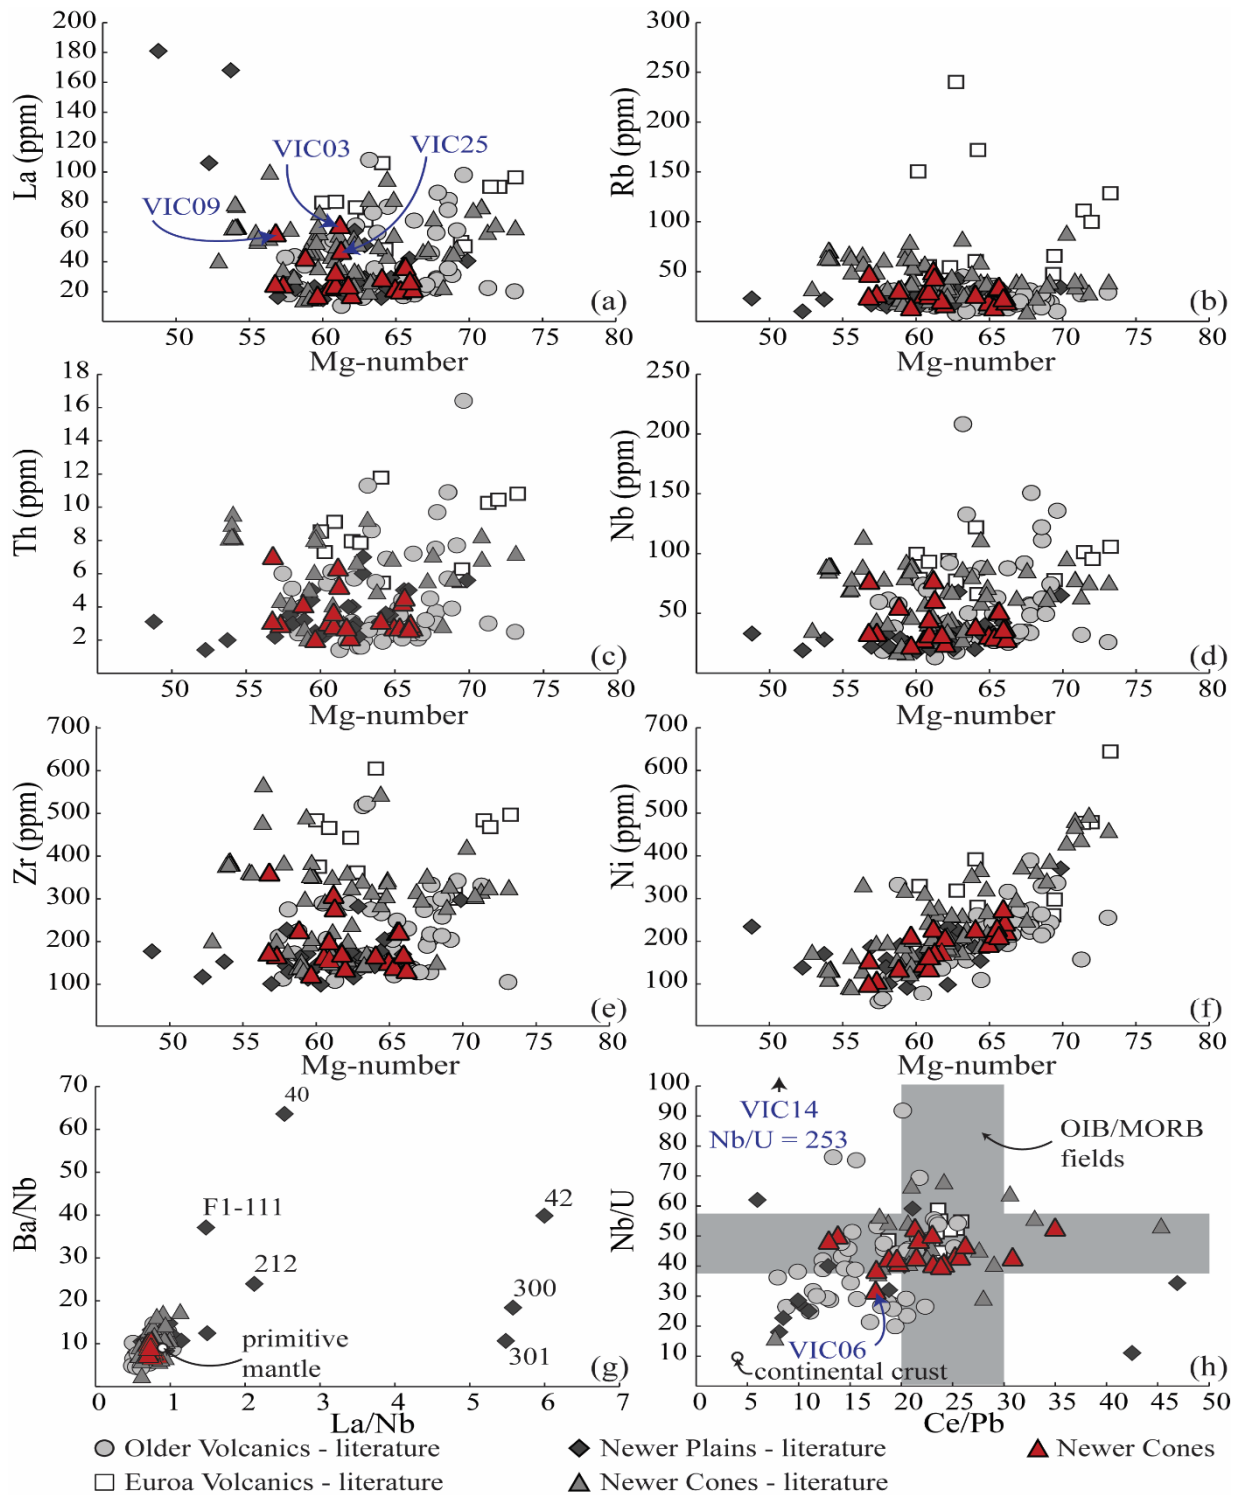 200
180
160
140
120
100
80
60
40
20
La (ppm)
VIC03
VIC25
VIC09
(a)
50 55 60 65 70 75 80
Mg-number
300
250
200
150
100
50
Rb (ppm)
(b)
50 55 60 65 70 75 80
Mg-number
18
16
14
12
10
8
6
4
2
Th (ppm)
(c)
50 55 60 65 70 75 80
Mg-number
250
200
150
100
50
Nb (ppm)
(d)
50 55 60 65 70 75 80
Mg-number
700
600
500
400
300
200
100
Zr (ppm)
(e)
50 55 60 65 70 75 80
Mg-number
700
600
500
400
300
200
100
Ni (ppm)
(f)
50 55 60 65 70 75 80
Mg-number
70
60
50
40
30
20
10
Ba/Nb
40
F1-111
42
212
300
301
primitive
mantle
(g)
0 1 2 3 4 5 6 7
La/Nb
100
90
80
70
60
50
40
30
20
10
Nb/U
VIC14
Nb/U = 253
OIB/MORB
fields
VIC06
continental crust
(h)
0 5 10 15 20 25 30 35 40 45 50
Ce/Pb
Older Volcanics - literature
Newer Plains - literature
Newer Cones
Euroa Volcanics - literature
Newer Cones - literature